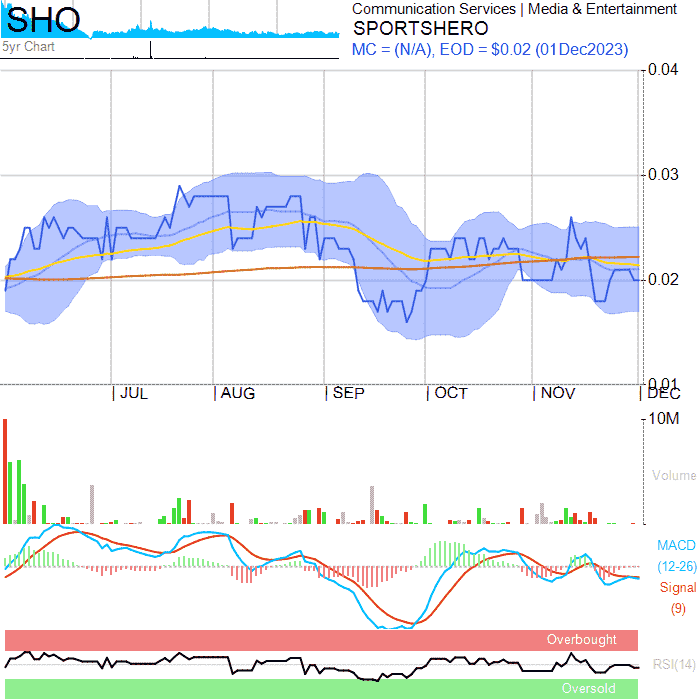 SHO
5yr Chart
Communication Services | Media & Entertainment
SPORTSHERO
MC = (N/A), EOD = $0.02 (01Dec2023)
0.04
0.03
0.02
0.01
| JUL | AUG | SEP | OCT | NOV | DEC
10M
Volume
MACD
(12-26)
Signal
(9)
Overbought
RSI(14)
Oversold